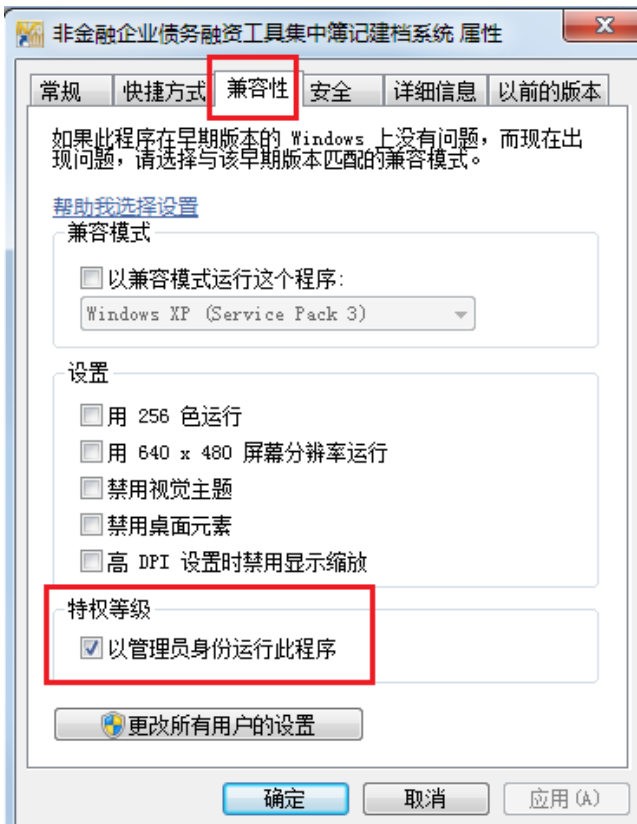 非金融企业债务融资工具集中簿记建档系统 属性
常规 快捷方式 兼容性 安全 详细信息 以前的版本
如果此程序在早期版本的 Windows 上没有问题，而现在出
现问题，请选择与该早期版本匹配的兼容模式。
帮助我选择设置
兼容模式
以兼容模式运行这个程序:
Windows XP (Service Pack 3)
设置
用 256 色运行
用 640 x 480 屏幕分辨率运行
禁用视觉主题
禁用桌面元素
高 DPI 设置时禁用显示缩放
特权等级
以管理员身份运行此程序
更改所有用户的设置
确定 取消 应用(A)